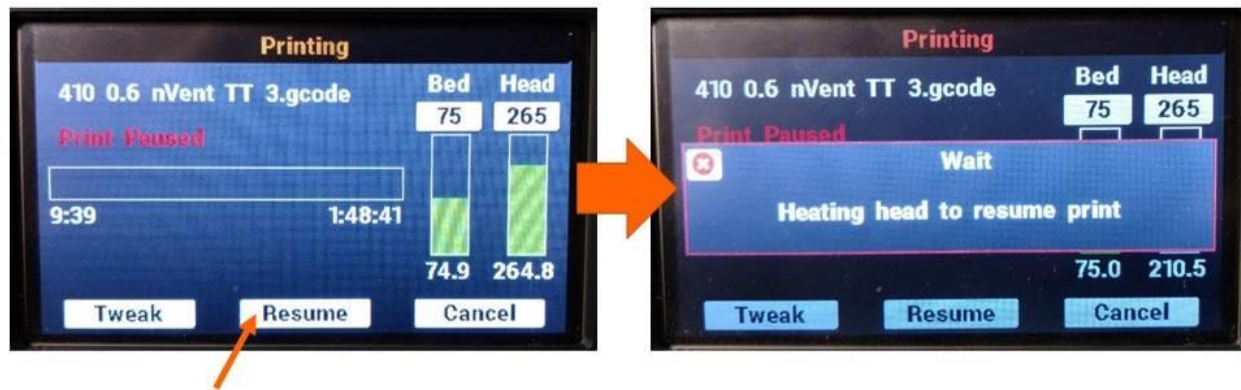 Printing
410 0.6 nVent TT 3.gcode
Bed Head
75 265
Print Paused
9:39 1:48:41
74.9 264.8
Tweak Resume Cancel
Printing
410 0.6 nVent TT 3.gcode
Bed Head
75 265
Print Paused
Wait
Heating head to resume print
75.0 210.5
Tweak Resume Cancel